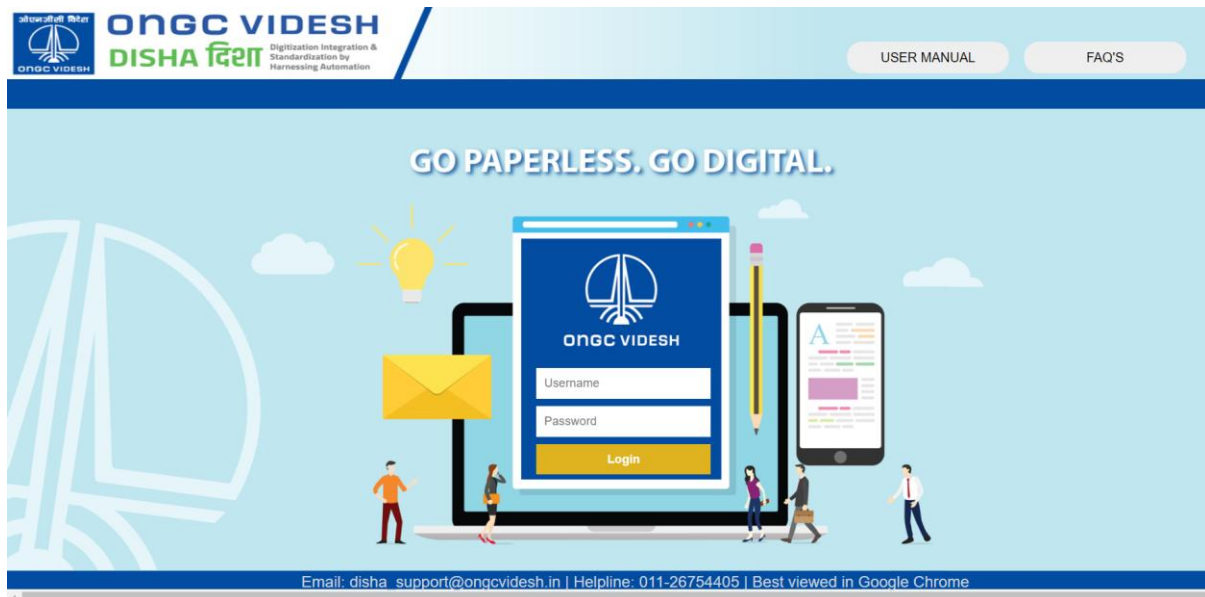 ओएनजीसी विदेश
ONGC VIDESH
ONGC VIDESH
DISHA दिशा
Digitization Integration &
Standardization by
Harnessing Automation
USER MANUAL
FAQ'S
GO PAPERLESS. GO DIGITAL.
ONGC VIDESH
Username
Password
Login
A
Email: disha_support@ongcvidesh.in | Helpline: 011-26754405 | Best viewed in Google Chrome